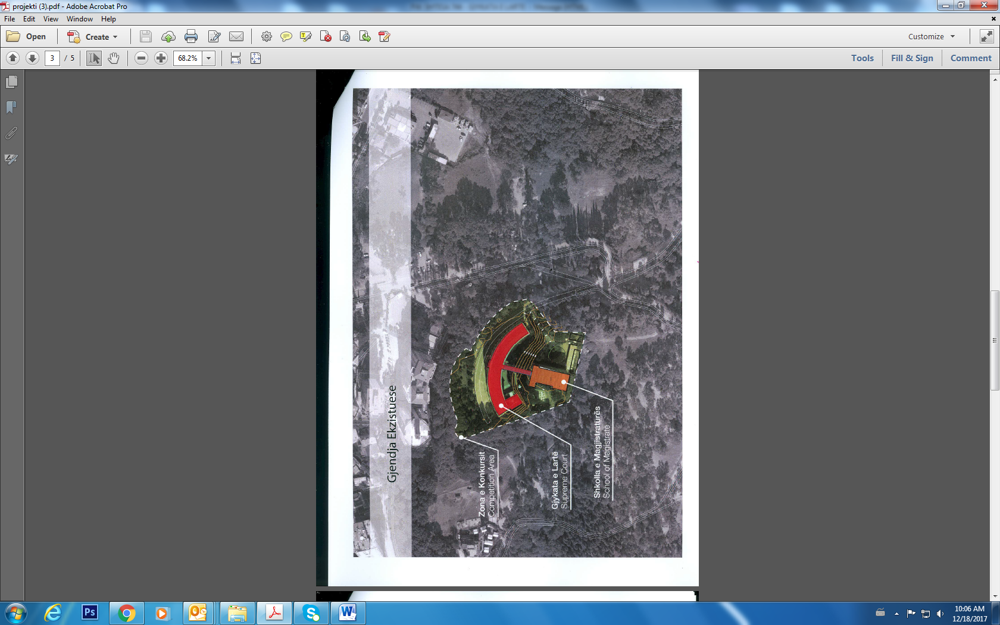 projekti (3).pdf - Adobe Acrobat Pro
File Edit View Window Help
Open Create Customize
3 / 5 68.2% Tools Fill & Sign Comment
Gjendja Ekzistuese
Zona e Konkursit
Competition Area
Gjykata e Lartë
Supreme Court
Shkolla e Magjistraturës
School of Magistrate
Ps
10:06 AM
12/18/2017